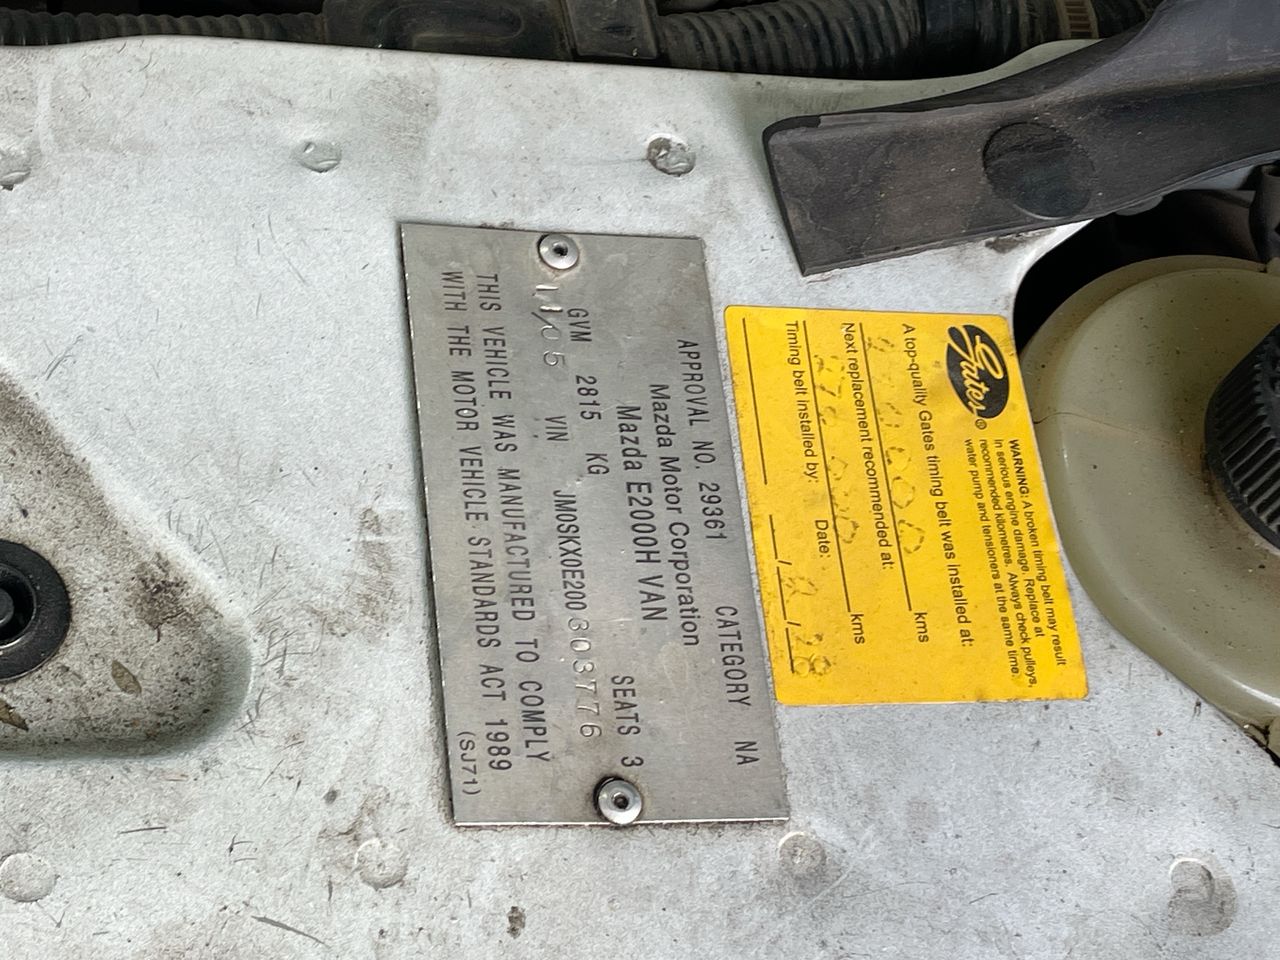 APPROVAL NO. 29361 CATEGORY NA
Mazda Motor Corporation
Mazda E2000H VAN
GVM 2815 KG SEATS 3
11/05 VIN JM0SKX0E200303776
THIS VEHICLE WAS MANUFACTURED TO COMPLY
WITH THE MOTOR VEHICLE STANDARDS ACT 1989
(SJ71)
Gates®
WARNING: A broken timing belt may result
in serious engine damage. Replace at
recommended kilometres. Always check pulleys,
water pump and tensioners at the same time.
A top-quality Gates timing belt was installed at:
kms
Next replacement recommended at:
kms
Timing belt installed by: Date: